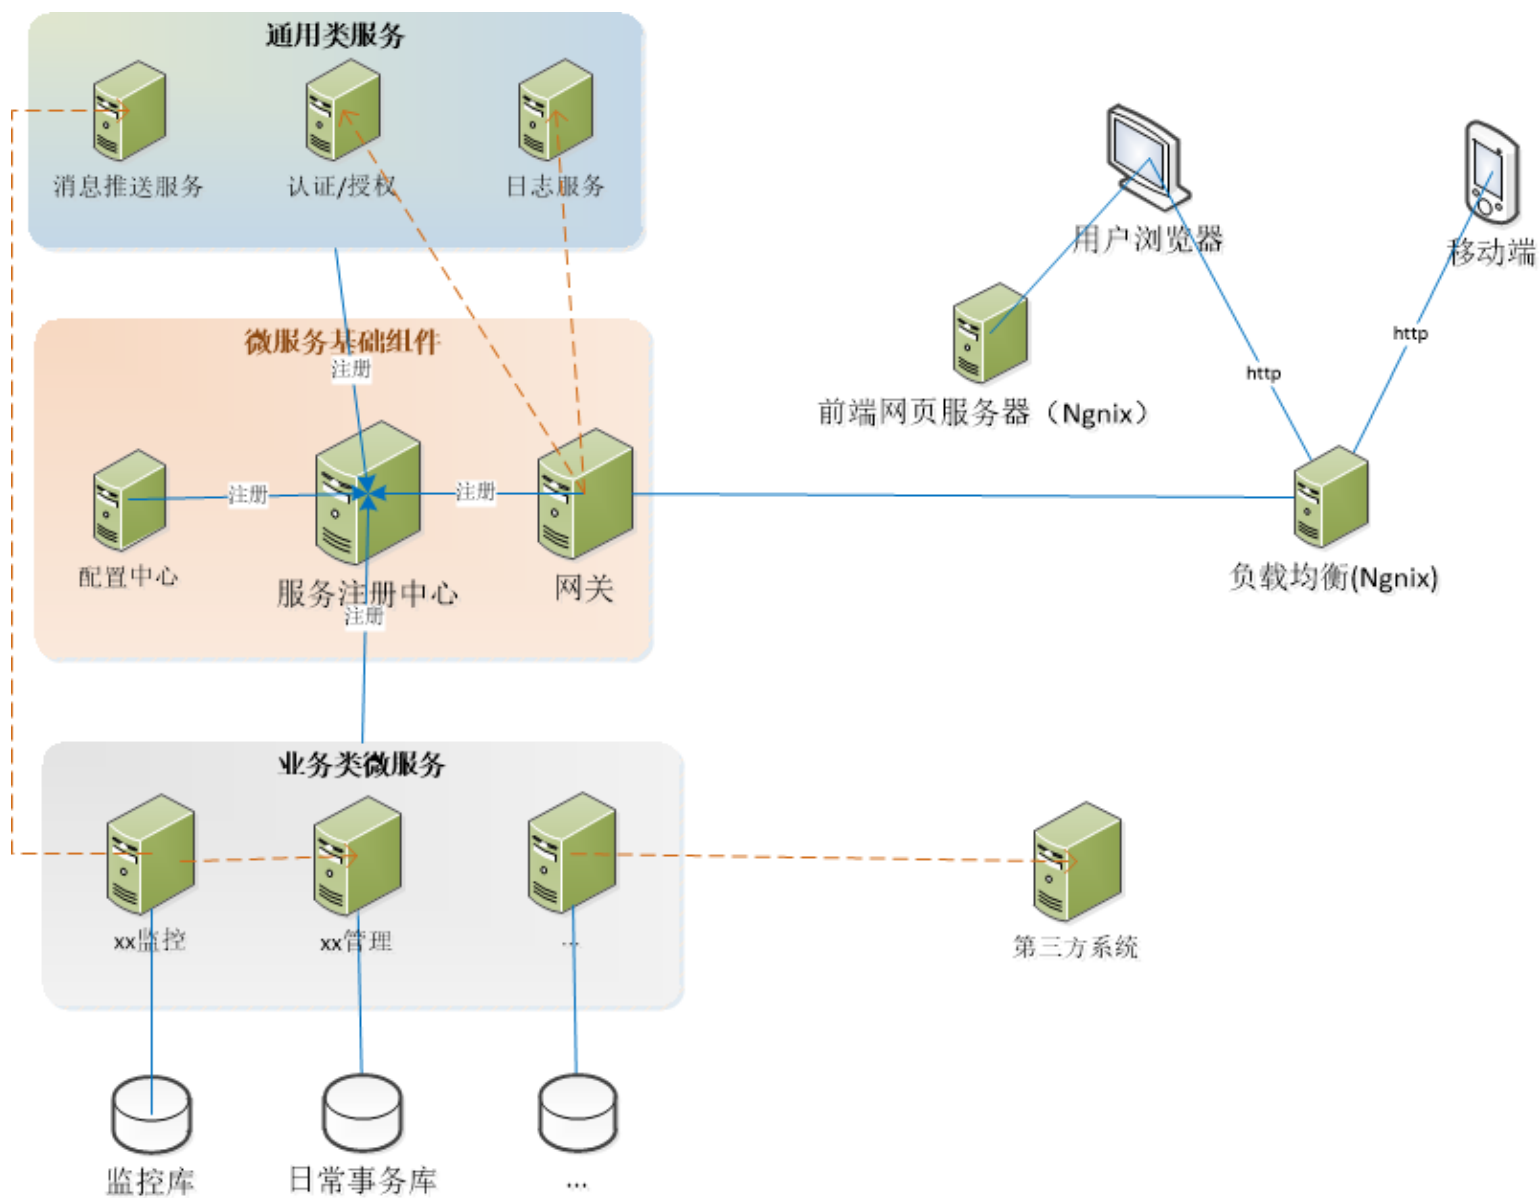 通用类服务
消息推送服务
认证/授权
日志服务
用户浏览器
移动端
微服务基础组件
注册
http
http
前端网页服务器（Ngnix）
注册
注册
配置中心
服务注册中心
网关
负载均衡(Ngnix)
注册
业务类微服务
xx监控
xx管理
...
第三方系统
监控库
日常事务库
...